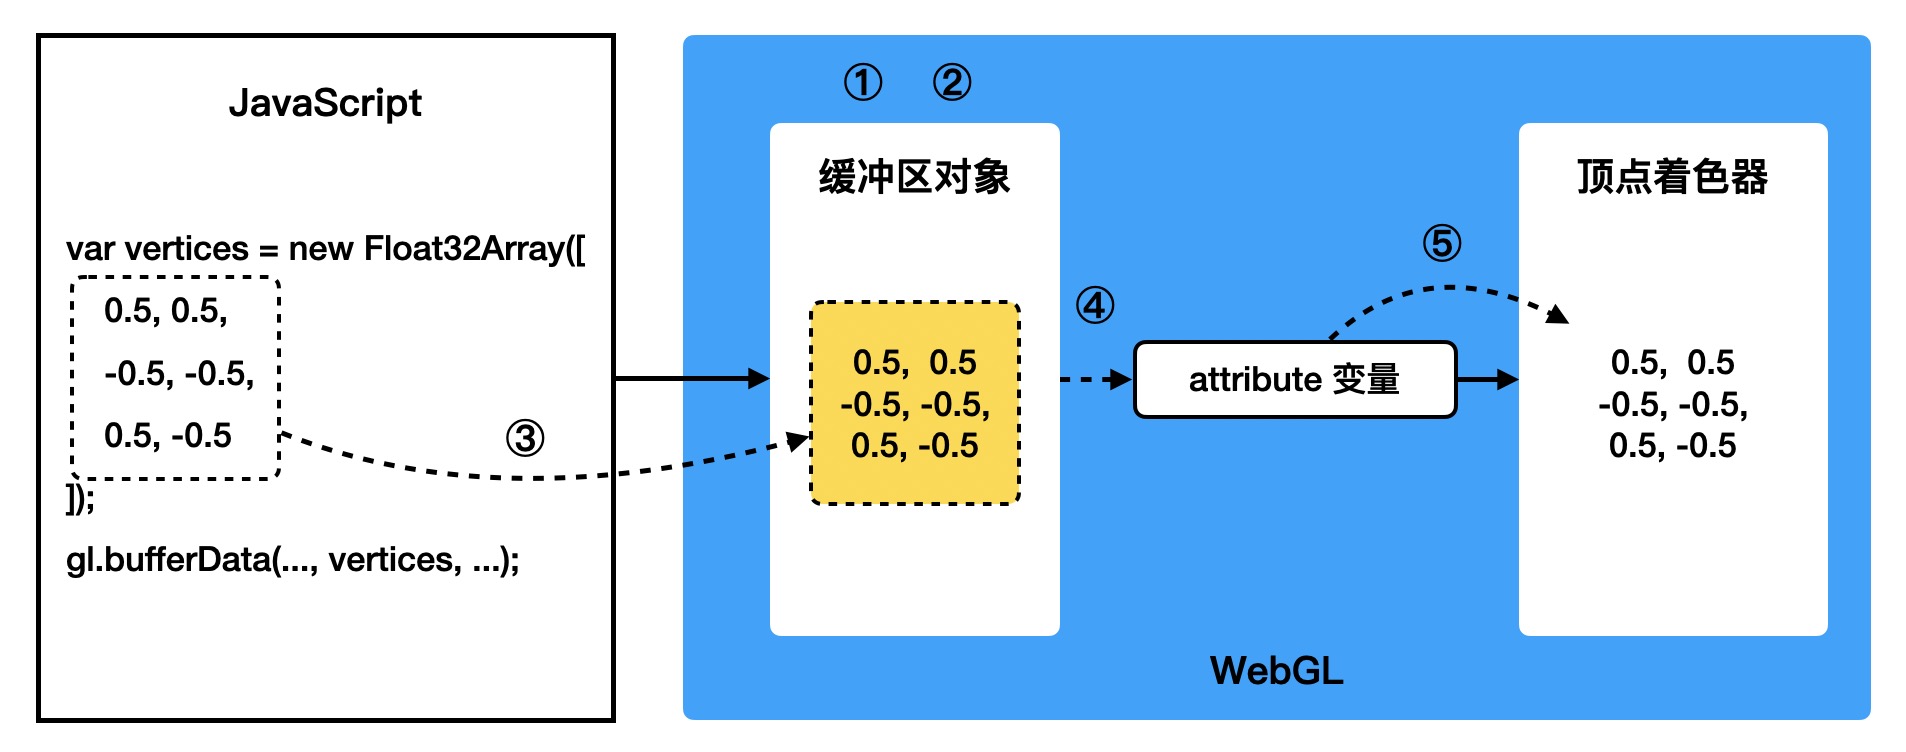 JavaScript
var vertices = new Float32Array([
0.5, 0.5,
-0.5, -0.5,
0.5, -0.5
]);
gl.bufferData(..., vertices, ...);
③
① ②
缓冲区对象
0.5, 0.5
-0.5, -0.5,
0.5, -0.5
④
attribute 变量
⑤
顶点着色器
0.5, 0.5
-0.5, -0.5,
0.5, -0.5
WebGL